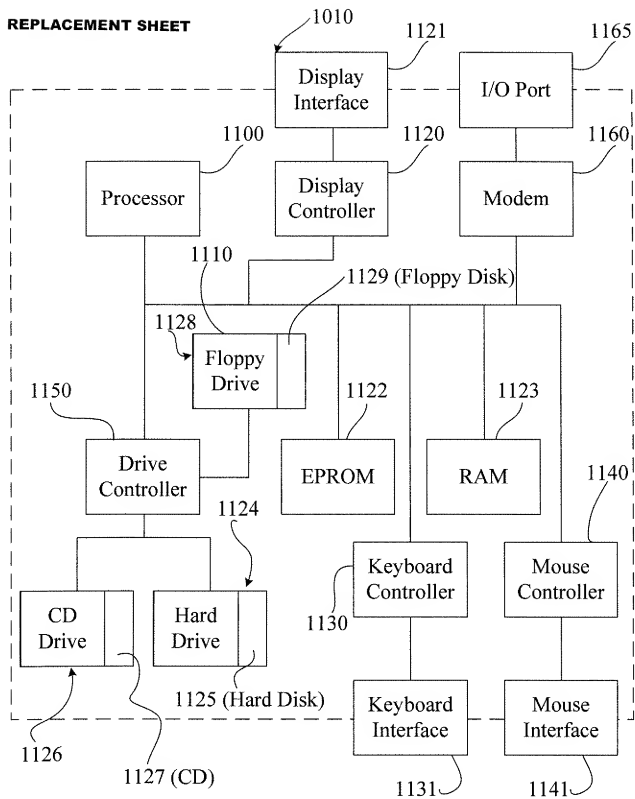 REPLACEMENT SHEET
1010
1121
1165
Display
Interface
I/O Port
1100
1120
1160
Processor
Display
Controller
Modem
1110
1129 (Floppy Disk)
1128
Floppy
Drive
1150
1122
1123
Drive
Controller
EPROM
RAM
1124
1140
Keyboard
Controller
Mouse
Controller
1130
CD
Drive
Hard
Drive
1125 (Hard Disk)
Keyboard
Interface
Mouse
Interface
1126
1127 (CD)
1131
1141